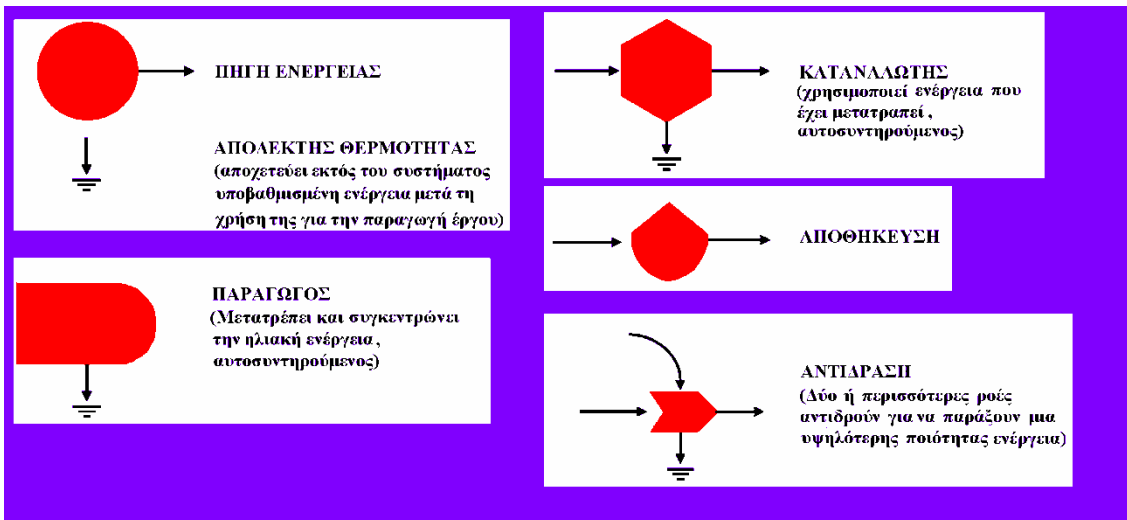 ΠΗΓΗ ΕΝΕΡΓΕΙΑΣ
ΑΠΟΔΕΚΤΗΣ ΘΕΡΜΟΤΗΤΑΣ
(αποχετεύει εκτός του συστήματος
υποβαθμισμένη ενέργεια μετά τη
χρήση της για την παραγωγή έργου)
ΠΑΡΑΓΩΓΟΣ
(Μετατρέπει και συγκεντρώνει
την ηλιακή ενέργεια,
αυτοσυντηρούμενος)
ΚΑΤΑΝΑΛΩΤΗΣ
(χρησιμοποιεί ενέργεια που
έχει μετατραπεί,
αυτοσυντηρούμενος)
ΑΠΟΘΗΚΕΥΣΗ
ΑΝΤΙΔΡΑΣΗ
(Δύο ή περισσότερες ροές
αντιδρούν για να παράξουν μια
υψηλότερης ποιότητας ενέργεια)